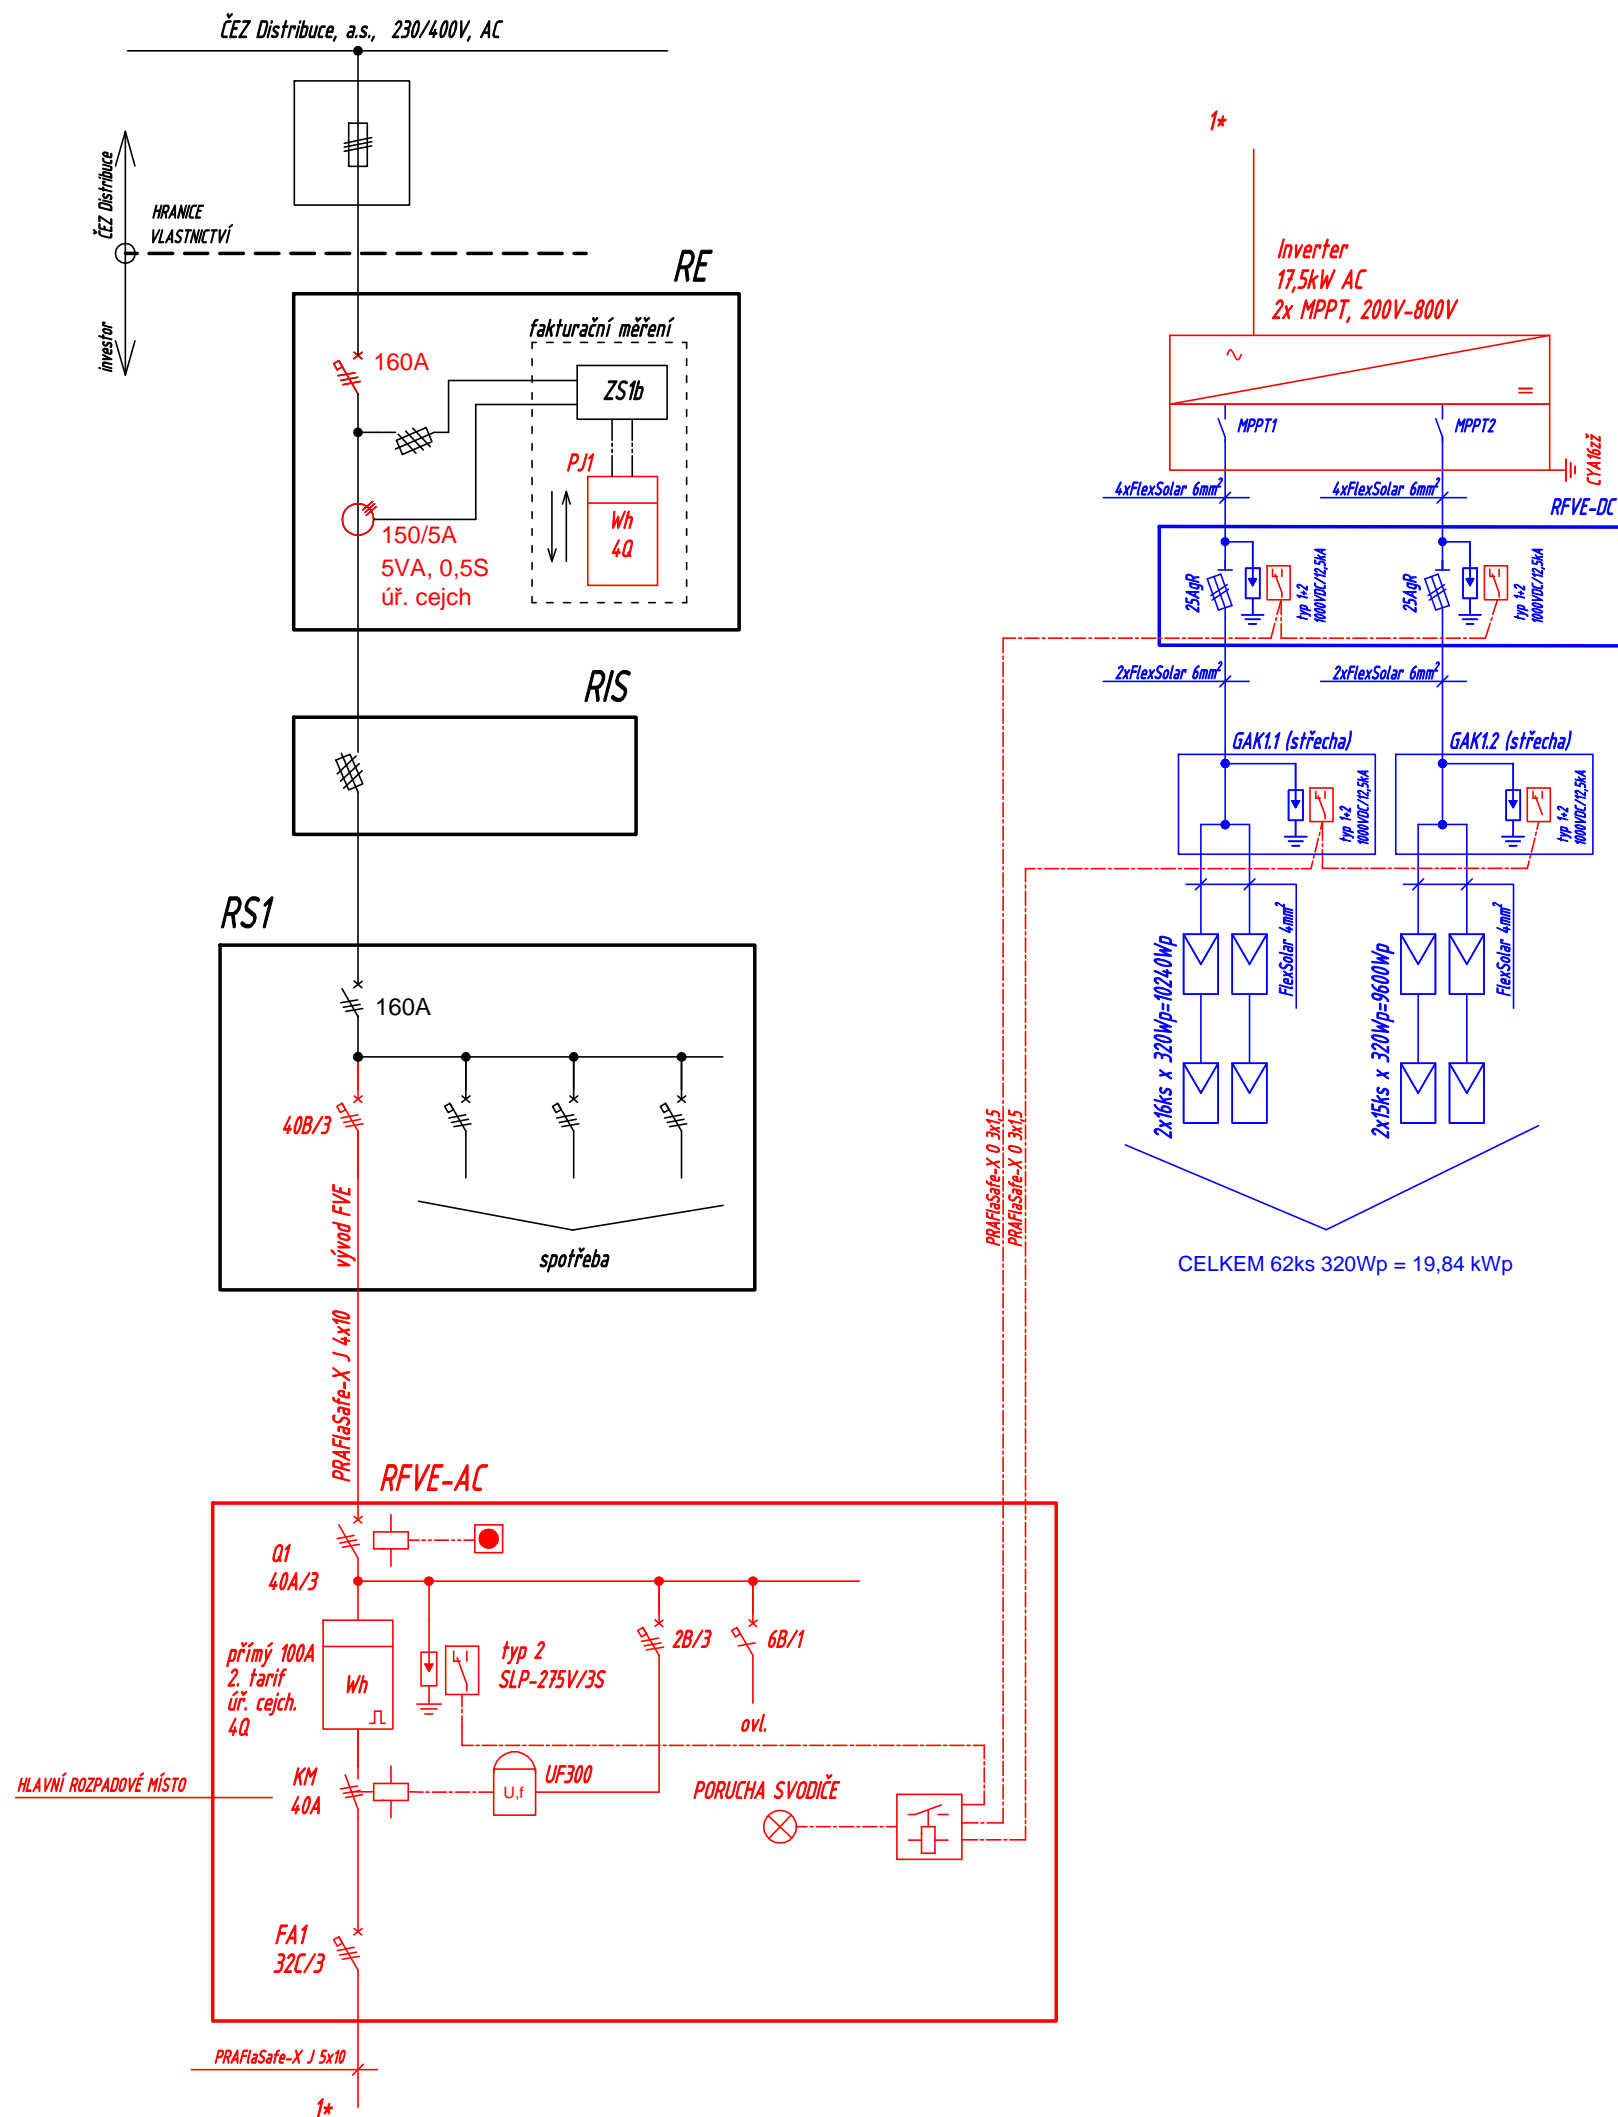 ČEZ Distribuce, a.s., 230/400V, AC
ČEZ Distribuce
investor
HRANICE
VLASTNICTVÍ
RE
160A
fakturační měření
ZS1b
PJ1
Wh
4Q
150/5A
5VA, 0,5S
úř. cejch
RIS
RS1
160A
40B/3
vývod FVE
spotřeba
PRAFlaSafe-X J 4x10
RFVE-AC
Q1
40A/3
přímý 100A
2. tarif
úř. cejch.
4Q
Wh
typ 2
SLP-275V/3S
2B/3
6B/1
ovl.
HLAVNÍ ROZPADOVÉ MÍSTO
KM
40A
UF300
U,f
PORUCHA SVODIČE
FA1
32C/3
PRAFlaSafe-X J 5x10
1*
1*
Inverter
17,5kW AC
2x MPPT, 200V-800V
MPPT1
MPPT2
CYA16zž
4xFlexSolar 6mm²
4xFlexSolar 6mm²
RFVE-DC
25AgR
typ 1+2
1000VDC/12,5kA
25AgR
typ 1+2
1000VDC/12,5kA
2xFlexSolar 6mm²
2xFlexSolar 6mm²
GAK1.1 (střecha)
GAK1.2 (střecha)
typ 1+2
1000VDC/12,5kA
typ 1+2
1000VDC/12,5kA
2x16ks x 320Wp=10240Wp
FlexSolar 4mm²
2x15ks x 320Wp=9600Wp
FlexSolar 4mm²
PRAFlaSafe-X O 3x1,5
PRAFlaSafe-X O 3x1,5
CELKEM 62ks 320Wp = 19,84 kWp